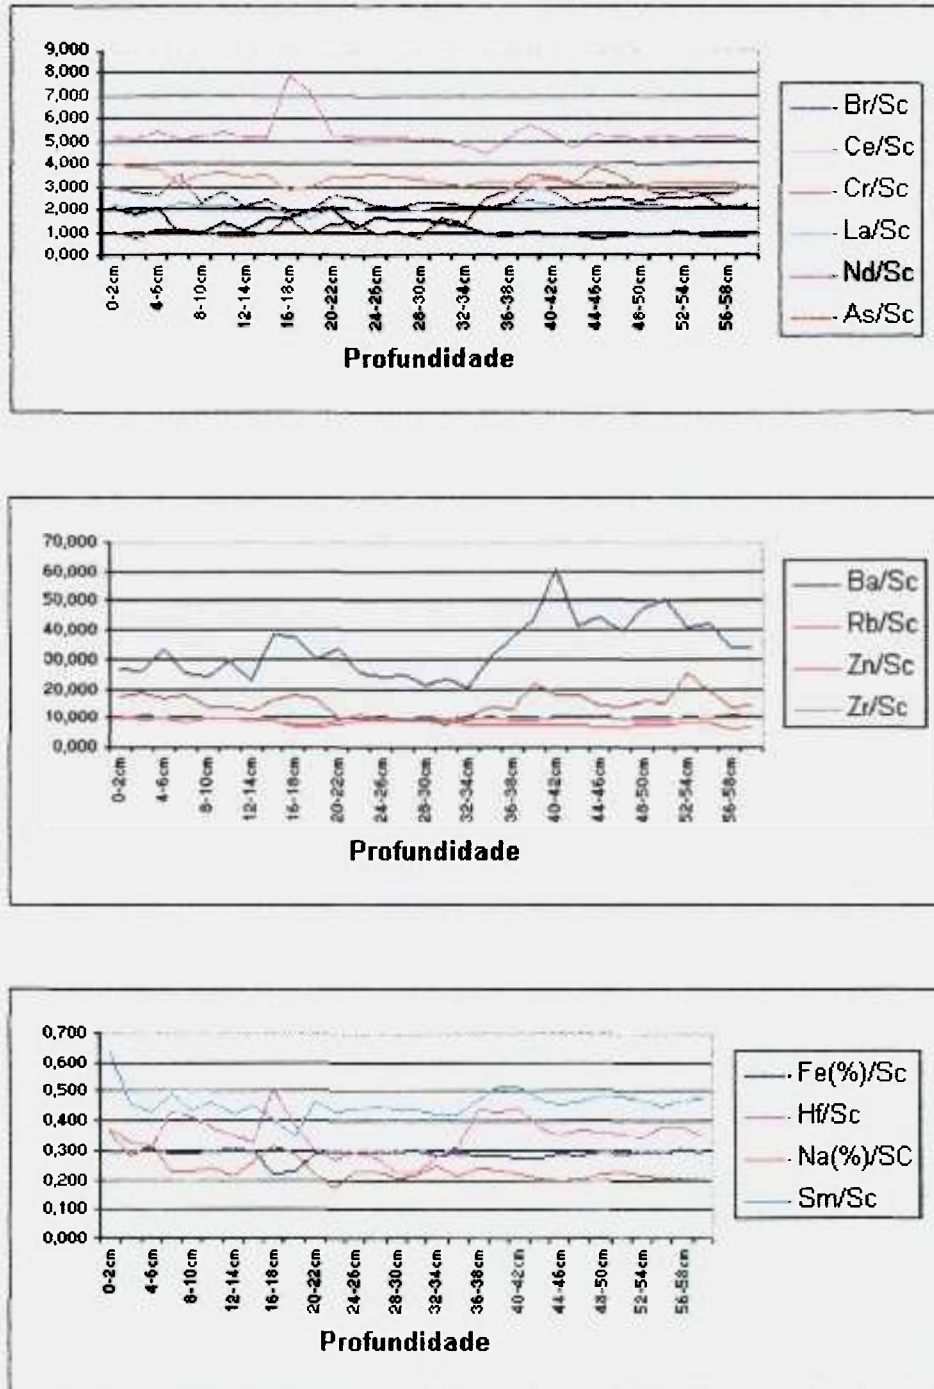 9,000
8,000
7,000
6,000
5,000
4,000
3,000
2,000
1,000
0,000
0-2cm
4-6cm
8-10cm
12-14cm
16-18cm
20-22cm
24-26cm
28-30cm
32-34cm
36-38cm
40-42cm
44-46cm
48-50cm
52-54cm
56-58cm
Profundidade
Br/Sc
Ce/Sc
Cr/Sc
La/Sc
Nd/Sc
As/Sc
70,000
60,000
50,000
40,000
30,000
20,000
10,000
0,000
0-2cm
4-6cm
8-10cm
12-14cm
16-18cm
20-22cm
24-26cm
28-30cm
32-34cm
36-38cm
40-42cm
44-46cm
48-50cm
52-54cm
56-58cm
Profundidade
Ba/Sc
Rb/Sc
Zn/Sc
Zr/Sc
0,700
0,600
0,500
0,400
0,300
0,200
0,100
0,000
0-2cm
4-6cm
8-10cm
12-14cm
16-18cm
20-22cm
24-26cm
28-30cm
32-34cm
36-38cm
40-42cm
44-46cm
48-50cm
52-54cm
56-58cm
Profundidade
Fe(%)/Sc
Hf/Sc
Na(%)/SC
Sm/Sc